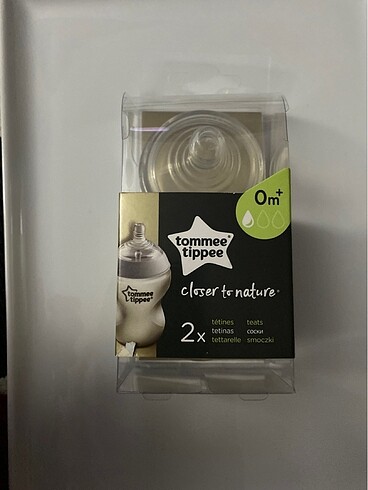 0m+
tommee
tippee
closer to nature
tommee
tippee
2x
tétines teats
tetinas соски
tettarelle smoczki